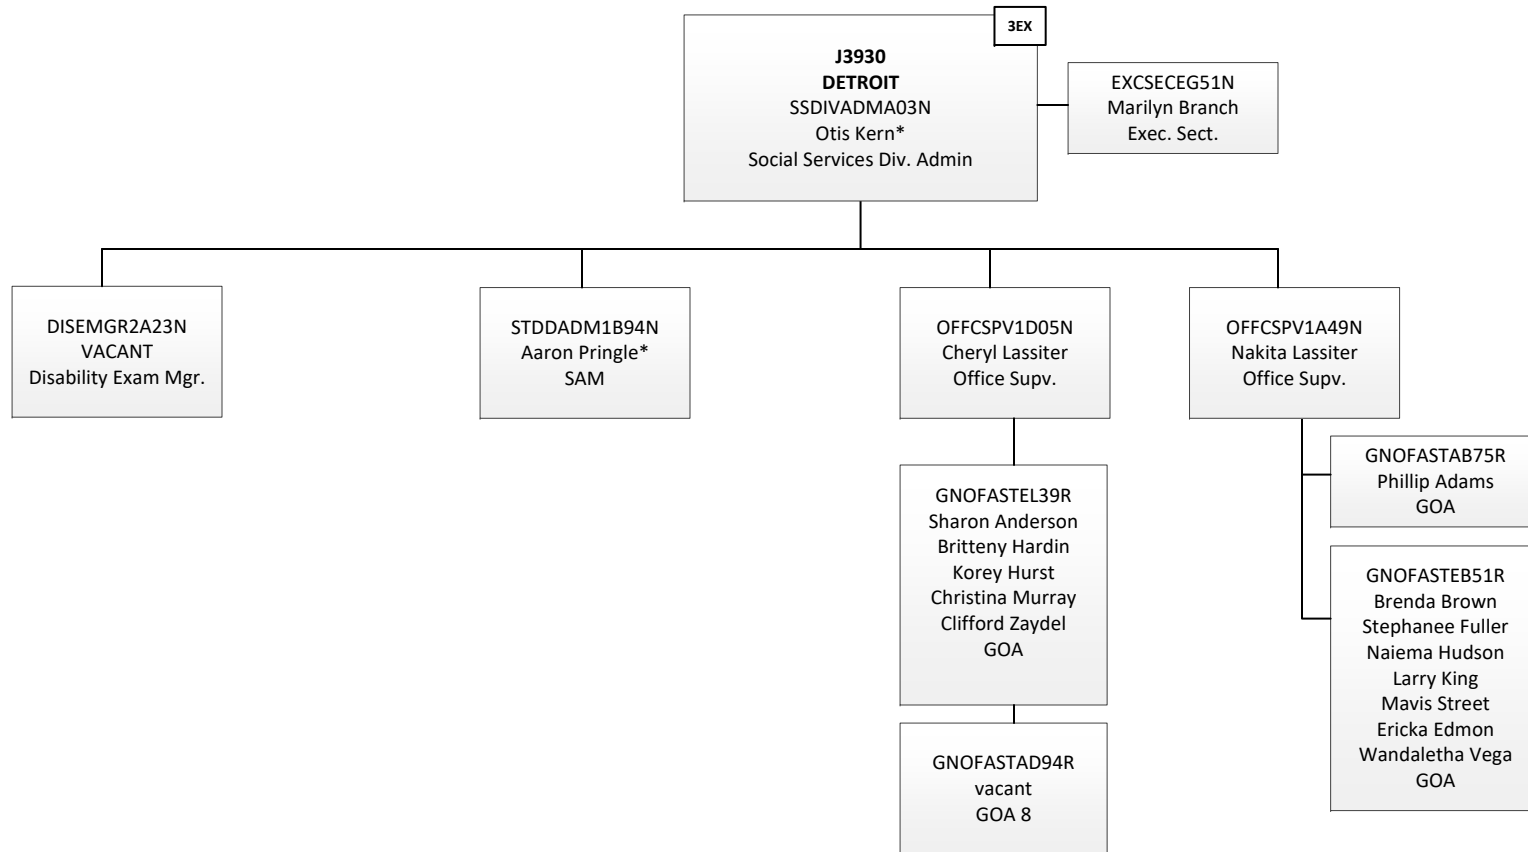 3EX
J3930
DETROIT
SSDIVADMA03N
Otis Kern*
Social Services Div. Admin
EXCSECEG51N
Marilyn Branch
Exec. Sect.
DISEMGR2A23N
VACANT
Disability Exam Mgr.
STDDADM1B94N
Aaron Pringle*
SAM
OFFCSPV1D05N
Cheryl Lassiter
Office Supv.
OFFCSPV1A49N
Nakita Lassiter
Office Supv.
GNOFASTEL39R
Sharon Anderson
Britteny Hardin
Korey Hurst
Christina Murray
Clifford Zaydel
GOA
GNOFASTAD94R
vacant
GOA 8
GNOFASTAB75R
Phillip Adams
GOA
GNOFASTEB51R
Brenda Brown
Stephanee Fuller
Naiema Hudson
Larry King
Mavis Street
Ericka Edmon
Wandaletha Vega
GOA